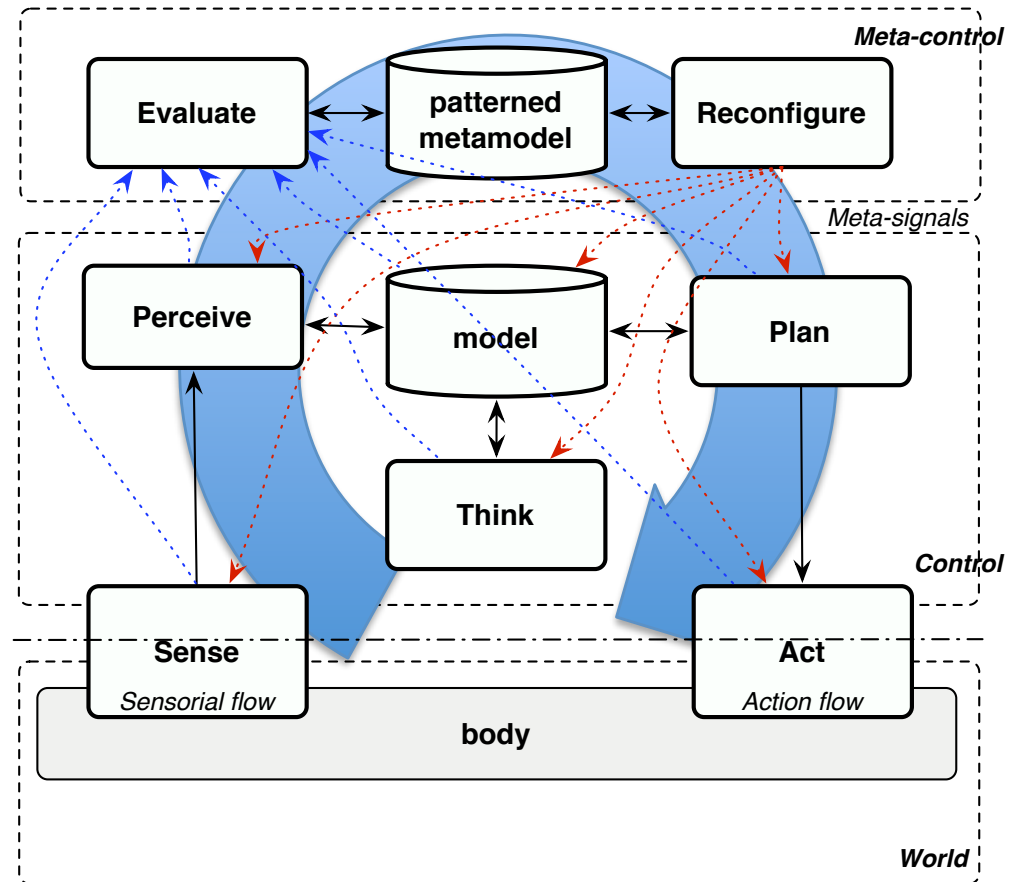 Meta-control
Evaluate
patterned
metamodel
Reconfigure
Meta-signals
Perceive
model
Plan
Think
Control
Sense
Sensorial flow
Act
Action flow
body
World